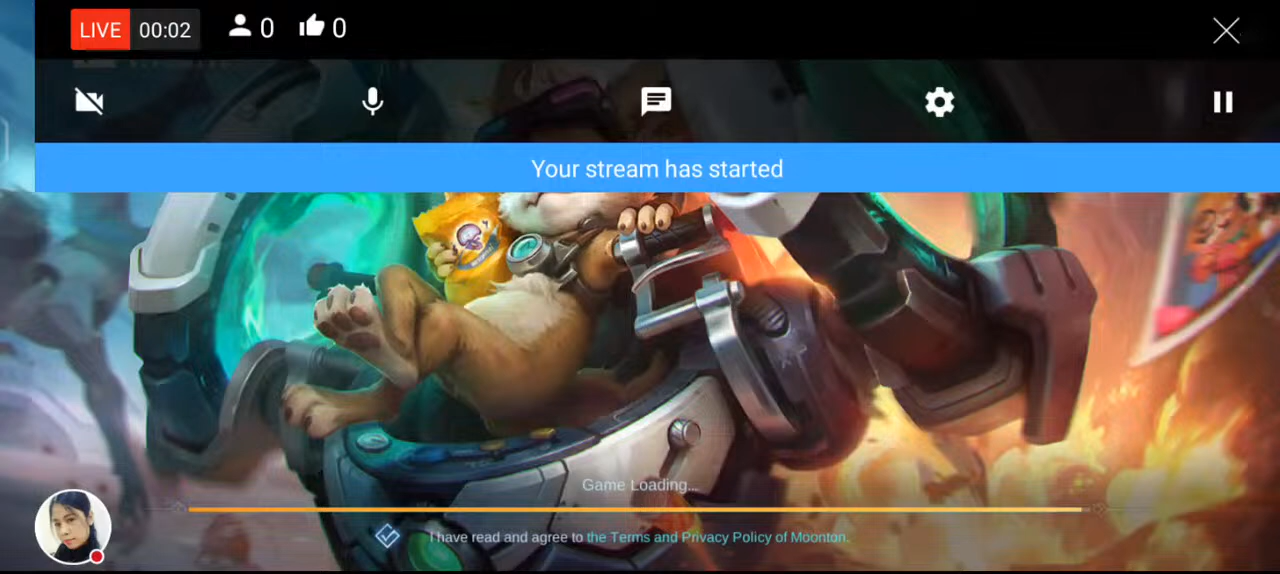 LIVE 00:02 0 0
Your stream has started
Game Loading...
I have read and agree to the Terms and Privacy Policy of Moonton.